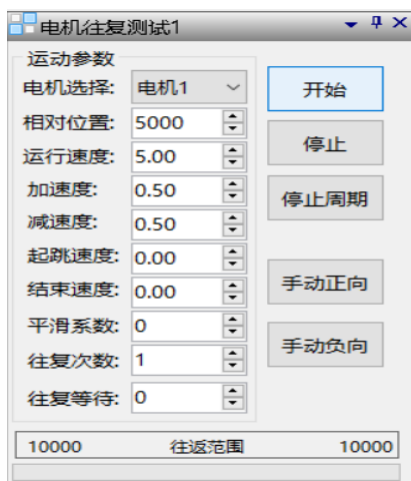 电机往复测试1
运动参数
电机选择: 电机1
开始
相对位置: 5000
停止
运行速度: 5.00
加速度: 0.50
停止周期
减速度: 0.50
起跳速度: 0.00
手动正向
结束速度: 0.00
平滑系数: 0
手动负向
往复次数: 1
往复等待: 0
10000 往返范围 10000